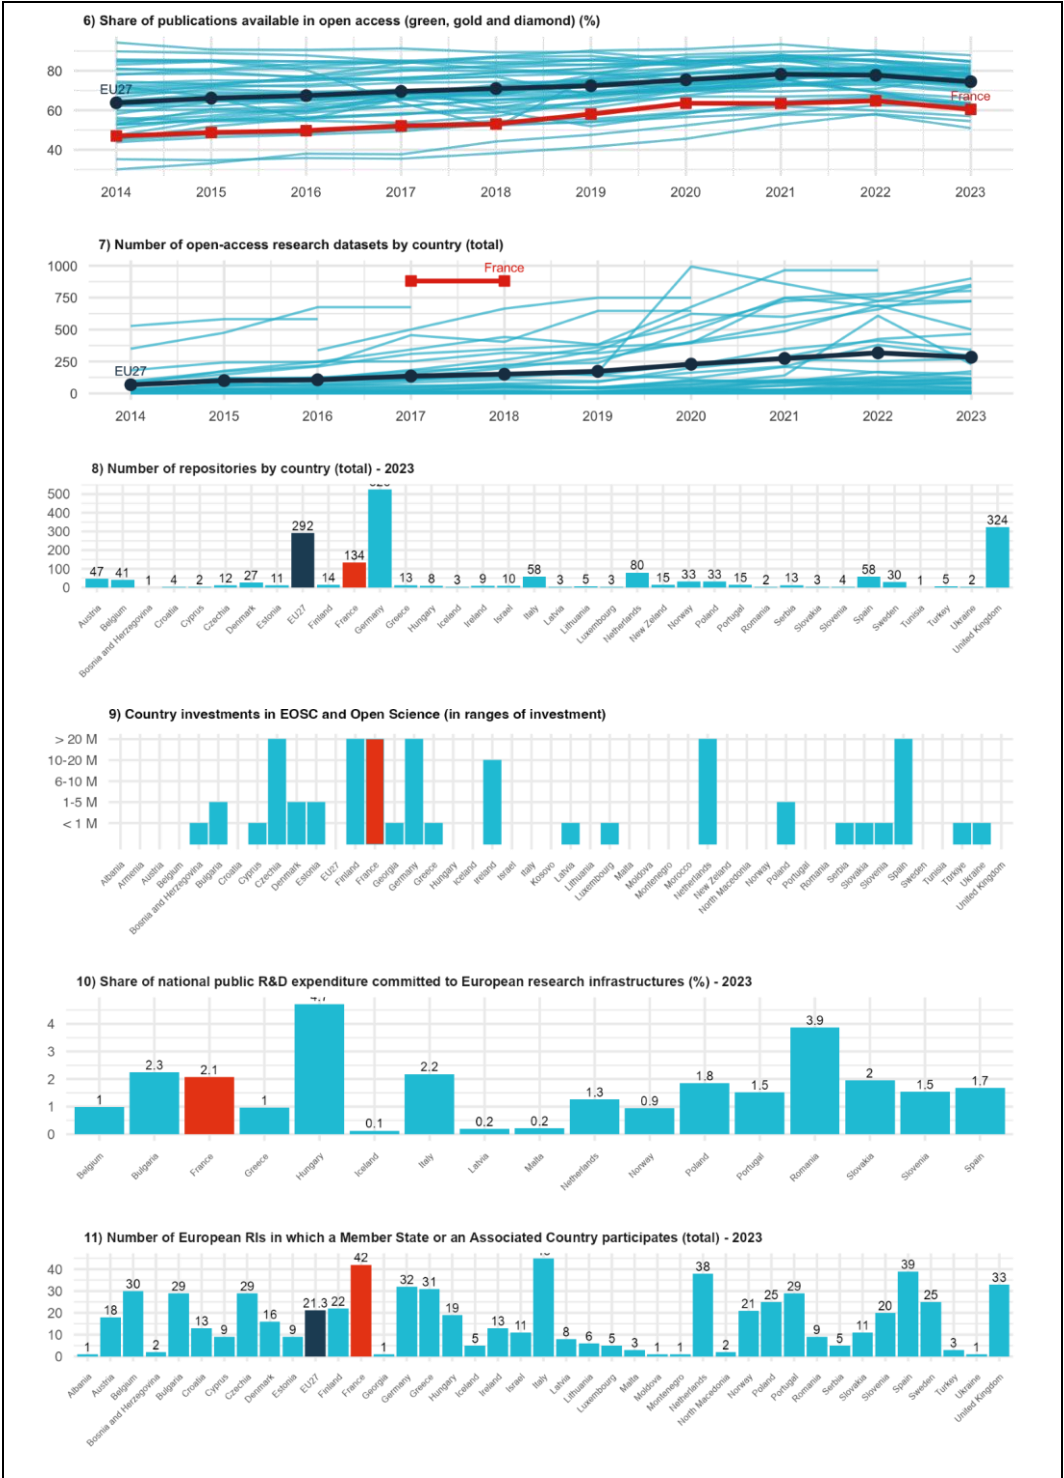 6) Share of publications available in open access (green, gold and diamond) (%)
80
60
40
EU27
France
2014 2015 2016 2017 2018 2019 2020 2021 2022 2023
7) Number of open-access research datasets by country (total)
1000
750
500
250
0
France
EU27
2014 2015 2016 2017 2018 2019 2020 2021 2022 2023
8) Number of repositories by country (total) - 2023
500
400
300
200
100
0
47 41 1 4 2 12 27 11 292 14 134 13 8 3 9 10 58 3 5 3 80 15 33 33 15 2 13 3 4 58 30 1 5 2 324
Austria Belgium Bosnia and Herzegovina Croatia Cyprus Czechia Denmark Estonia EU27 Finland France Germany Greece Hungary Iceland Ireland Israel Italy Latvia Lithuania Luxembourg Netherlands New Zealand Norway Poland Portugal Romania Serbia Slovakia Slovenia Spain Sweden Tunisia Turkey Ukraine United Kingdom
9) Country investments in EOSC and Open Science (in ranges of investment)
> 20 M
10-20 M
6-10 M
1-5 M
< 1 M
Albania Armenia Austria Belgium Bosnia and Herzegovina Bulgaria Croatia Cyprus Czechia Denmark Estonia EU27 Finland France Georgia Germany Greece Hungary Iceland Ireland Israel Italy Kosovo Latvia Lithuania Luxembourg Malta Moldova Montenegro Morocco Netherlands New Zeland North Macedonia Norway Poland Portugal Romania Serbia Slovakia Slovenia Spain Sweden Tunisia Türkiye Ukraine United Kingdom
10) Share of national public R&D expenditure committed to European research infrastructures (%) - 2023
4
3
2
1
0
1 2.3 2.1 1 4.7 0.1 2.2 0.2 0.2 1.3 0.9 1.8 1.5 3.9 2 1.5 1.7
Belgium Bulgaria France Greece Hungary Iceland Italy Latvia Malta Netherlands Norway Poland Portugal Romania Slovakia Slovenia Spain
11) Number of European RIs in which a Member State or an Associated Country participates (total) - 2023
40
30
20
10
0
1 18 30 2 29 13 9 29 16 9 21.3 22 42 1 32 31 19 5 13 11 8 6 5 3 1 1 38 2 21 25 29 9 5 11 20 39 25 3 1 33
Albania Austria Belgium Bosnia and Herzegovina Bulgaria Croatia Cyprus Czechia Denmark Estonia EU27 Finland France Georgia Germany Greece Hungary Iceland Ireland Israel Italy Latvia Lithuania Luxembourg Malta Moldova Montenegro Netherlands North Macedonia Norway Poland Portugal Romania Serbia Slovakia Slovenia Spain Sweden Turkey Ukraine United Kingdom